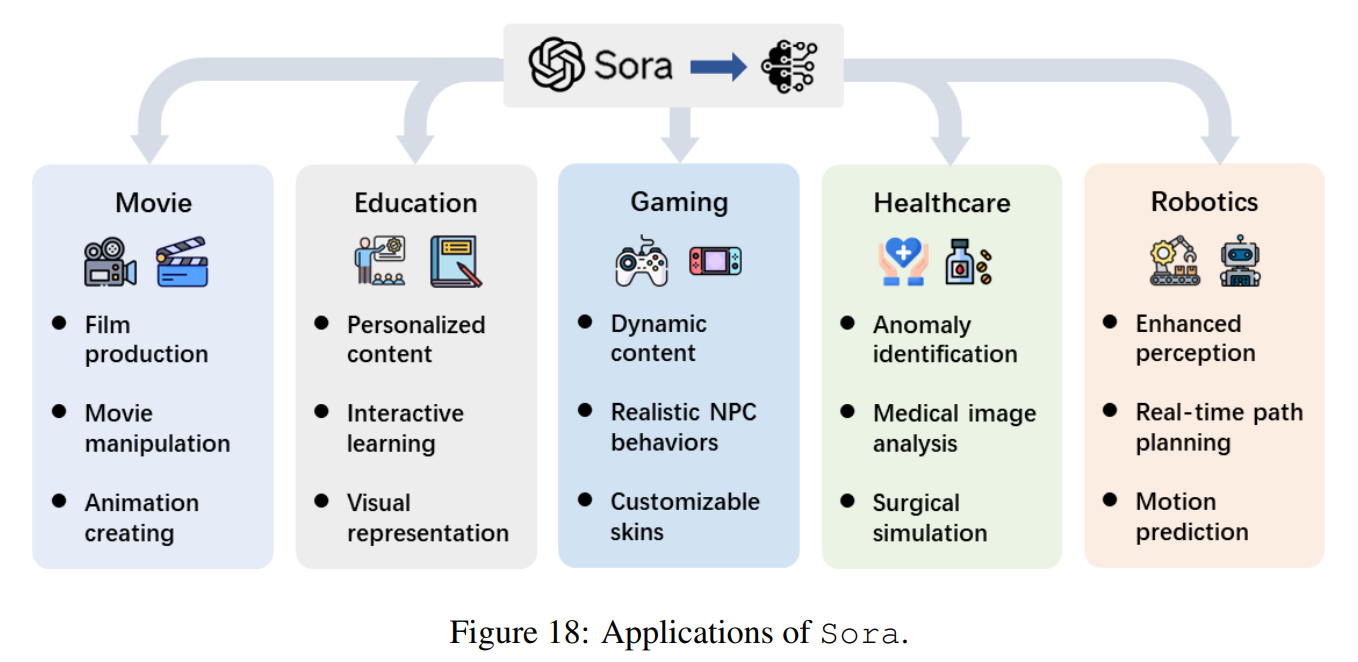 Sora
Movie
Film
production
Movie
manipulation
Animation
creating
Education
Personalized
content
Interactive
learning
Visual
representation
Gaming
Dynamic
content
Realistic NPC
behaviors
Customizable
skins
Healthcare
Anomaly
identification
Medical image
analysis
Surgical
simulation
Robotics
Enhanced
perception
Real-time path
planning
Motion
prediction
Figure 18: Applications of Sora.